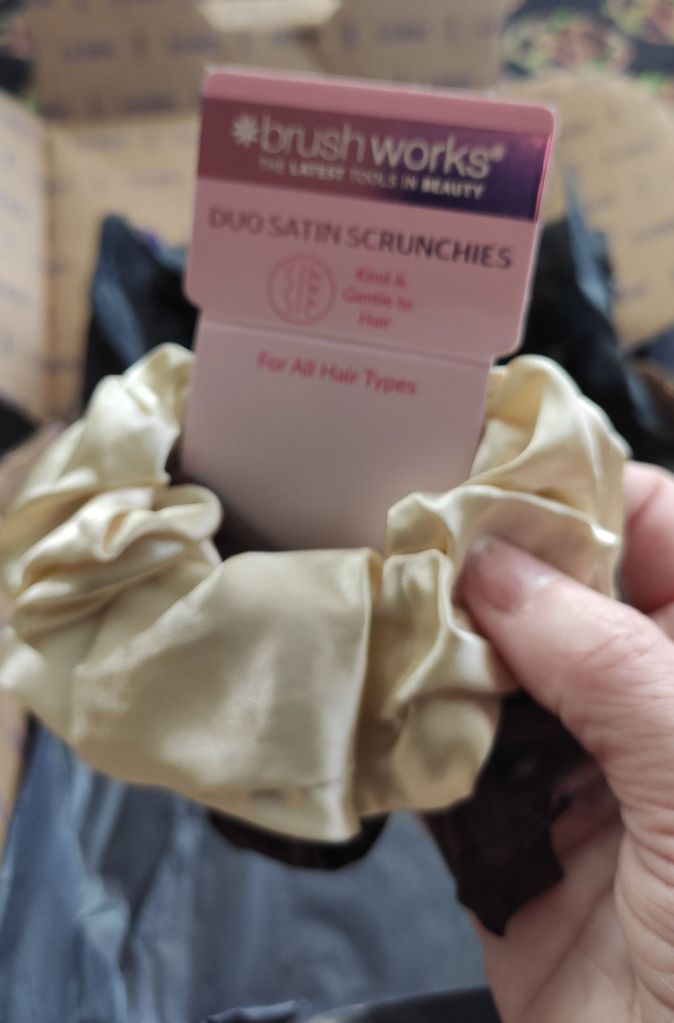 *brushworks®
THE LATEST TOOLS IN BEAUTY
DUO SATIN SCRUNCHIES
Kind &
Gentle to
Hair
For All Hair Types